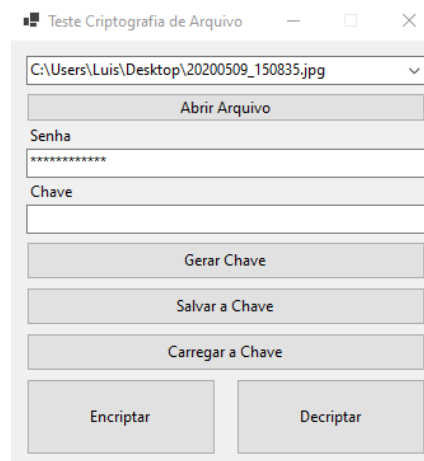 Teste Criptografia de Arquivo
C:\Users\Luis\Desktop\20200509_150835.jpg
Abrir Arquivo
Senha
************
Chave
Gerar Chave
Salvar a Chave
Carregar a Chave
Encriptar Decriptar